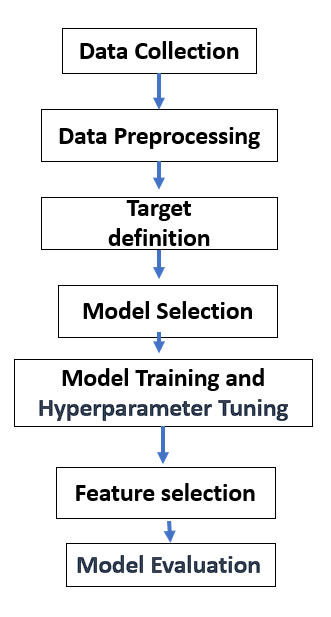 Data Collection
Data Preprocessing
Target
definition
Model Selection
Model Training and
Hyperparameter Tuning
Feature selection
Model Evaluation